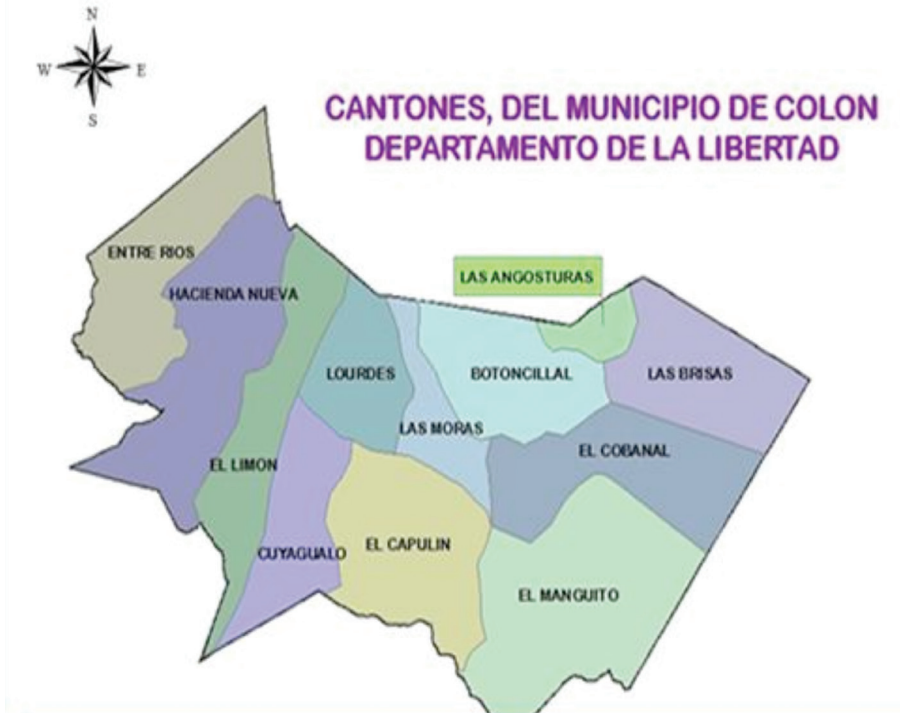 N
W E
S
CANTONES, DEL MUNICIPIO DE COLON
DEPARTAMENTO DE LA LIBERTAD
ENTRE RIOS
LAS ANGOSTURAS
HACIENDA NUEVA
LOURDES
BOTONCILLAL
LAS BRISAS
LAS MORAS
EL COBANAL
EL LIMON
EL CAPULIN
CUYAGUALO
EL MANGUITO